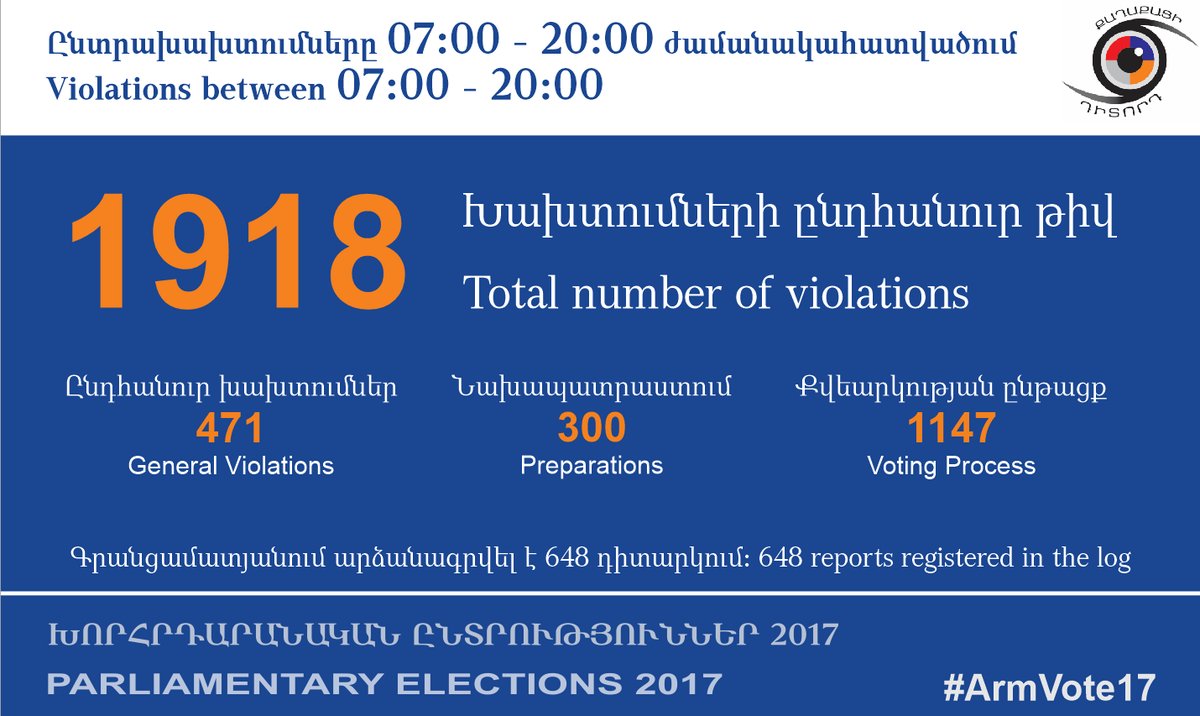 Ընտրախախտումները 07:00 - 20:00 ժամանակահատվածում
Violations between 07:00 - 20:00
ՔԱՂԱՔԱՑԻ
ԴԻՏՈՐԴ
1918
Խախտումների ընդհանուր թիվ
Total number of violations
Ընդհանուր խախտումներ
471
General Violations
Նախապատրաստում
300
Preparations
Քվեարկության ընթացք
1147
Voting Process
Գրանցամատյանում արձանագրվել է 648 դիտարկում: 648 reports registered in the log
ԽՈՐՀՐԴԱՐԱՆԱԿԱՆ ԸՆՏՐՈՒԹՅՈՒՆՆԵՐ 2017
PARLIAMENTARY ELECTIONS 2017
#ArmVote17